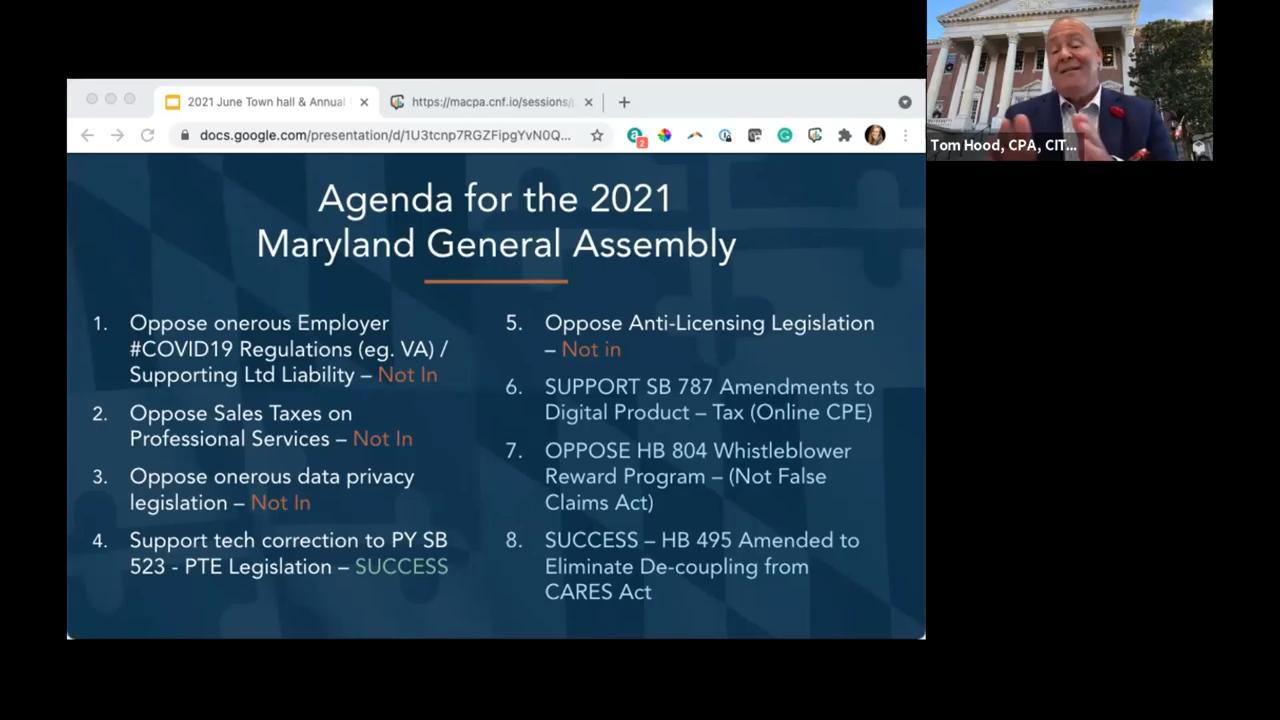 2021 June Town hall & Annual
https://macpa.cnf.io/sessions/
docs.google.com/presentation/d/1U3tcnp7RGZFipgYvN0Q...
2
Tom Hood, CPA, CIT...
Agenda for the 2021
Maryland General Assembly
1. Oppose onerous Employer
#COVID19 Regulations (eg. VA) /
Supporting Ltd Liability – Not In
2. Oppose Sales Taxes on
Professional Services – Not In
3. Oppose onerous data privacy
legislation – Not In
4. Support tech correction to PY SB
523 - PTE Legislation – SUCCESS
5. Oppose Anti-Licensing Legislation
– Not in
6. SUPPORT SB 787 Amendments to
Digital Product – Tax (Online CPE)
7. OPPOSE HB 804 Whistleblower
Reward Program – (Not False
Claims Act)
8. SUCCESS – HB 495 Amended to
Eliminate De-coupling from
CARES Act